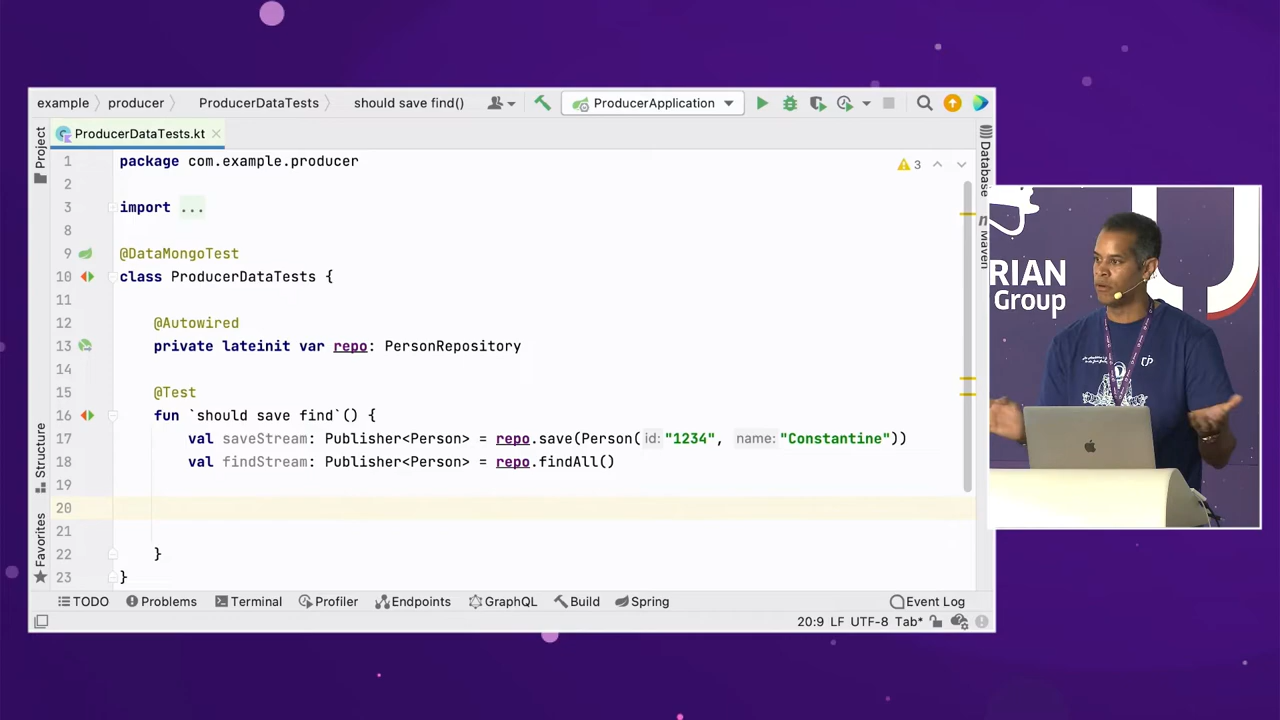 example > producer > ProducerDataTests > should save find() ProducerApplication
ProducerDataTests.kt
Project
1 package com.example.producer
3
2
3 import ...
8
9 @DataMongoTest
10 class ProducerDataTests {
11
12 @Autowired
13 private lateinit var repo: PersonRepository
14
15 @Test
16 fun `should save find`() {
17 val saveStream: Publisher<Person> = repo.save(Person( id: "1234", name: "Constantine"))
18 val findStream: Publisher<Person> = repo.findAll()
19
20
21
22 }
23 }
Structure
Favorites
Database
Maven
TODO Problems Terminal Profiler Endpoints GraphQL Build Spring Event Log
20:9 LF UTF-8 Tab*
RIAN
Group